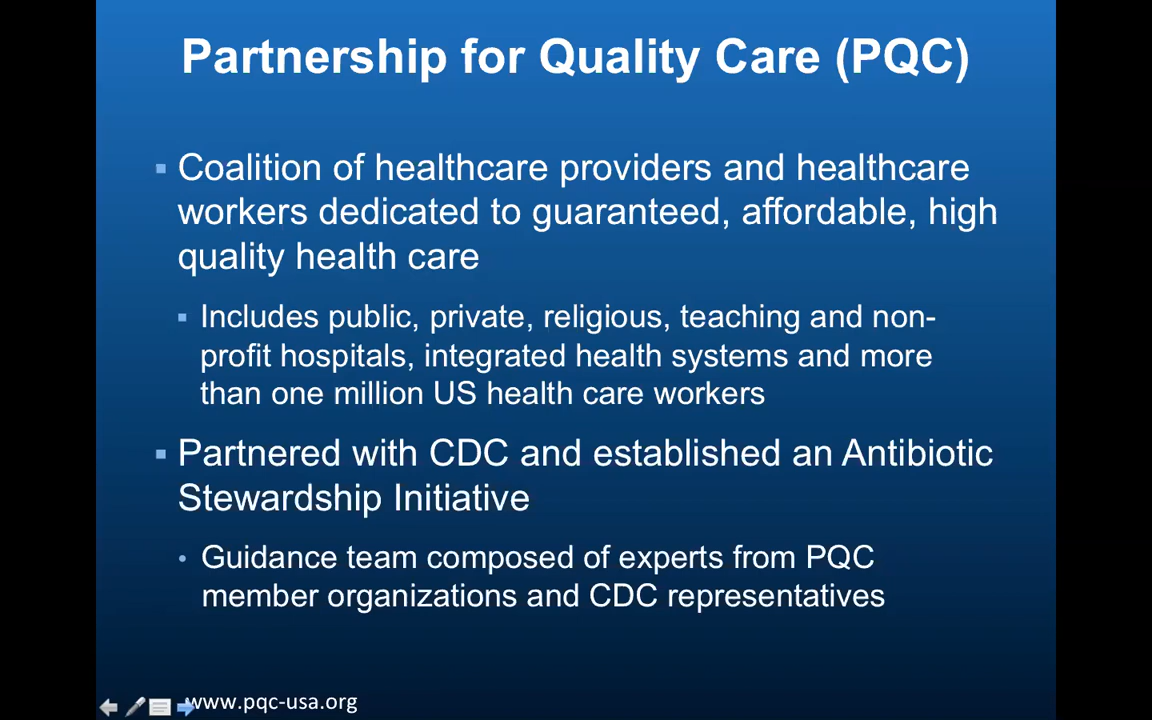 Partnership for Quality Care (PQC)
Coalition of healthcare providers and healthcare
workers dedicated to guaranteed, affordable, high
quality health care
Includes public, private, religious, teaching and non-
profit hospitals, integrated health systems and more
than one million US health care workers
Partnered with CDC and established an Antibiotic
Stewardship Initiative
Guidance team composed of experts from PQC
member organizations and CDC representatives
www.pqc-usa.org